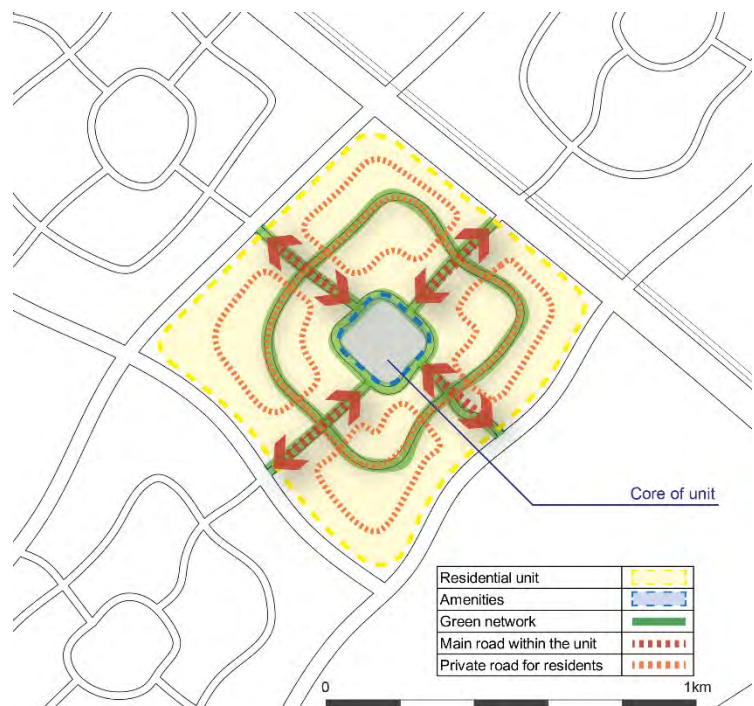 Core of unit
Residential unit
Amenities
Green network
Main road within the unit
Private road for residents
0 1km